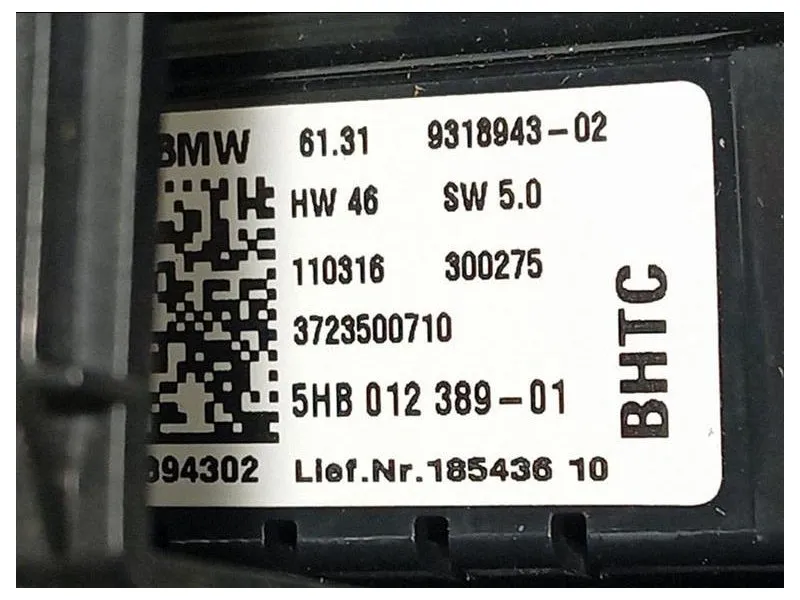 BMW 61.31 9318943-02
HW 46 SW 5.0
110316 300275
3723500710
5HB 012 389-01
894302 Lief.Nr.185436 10
BHTC